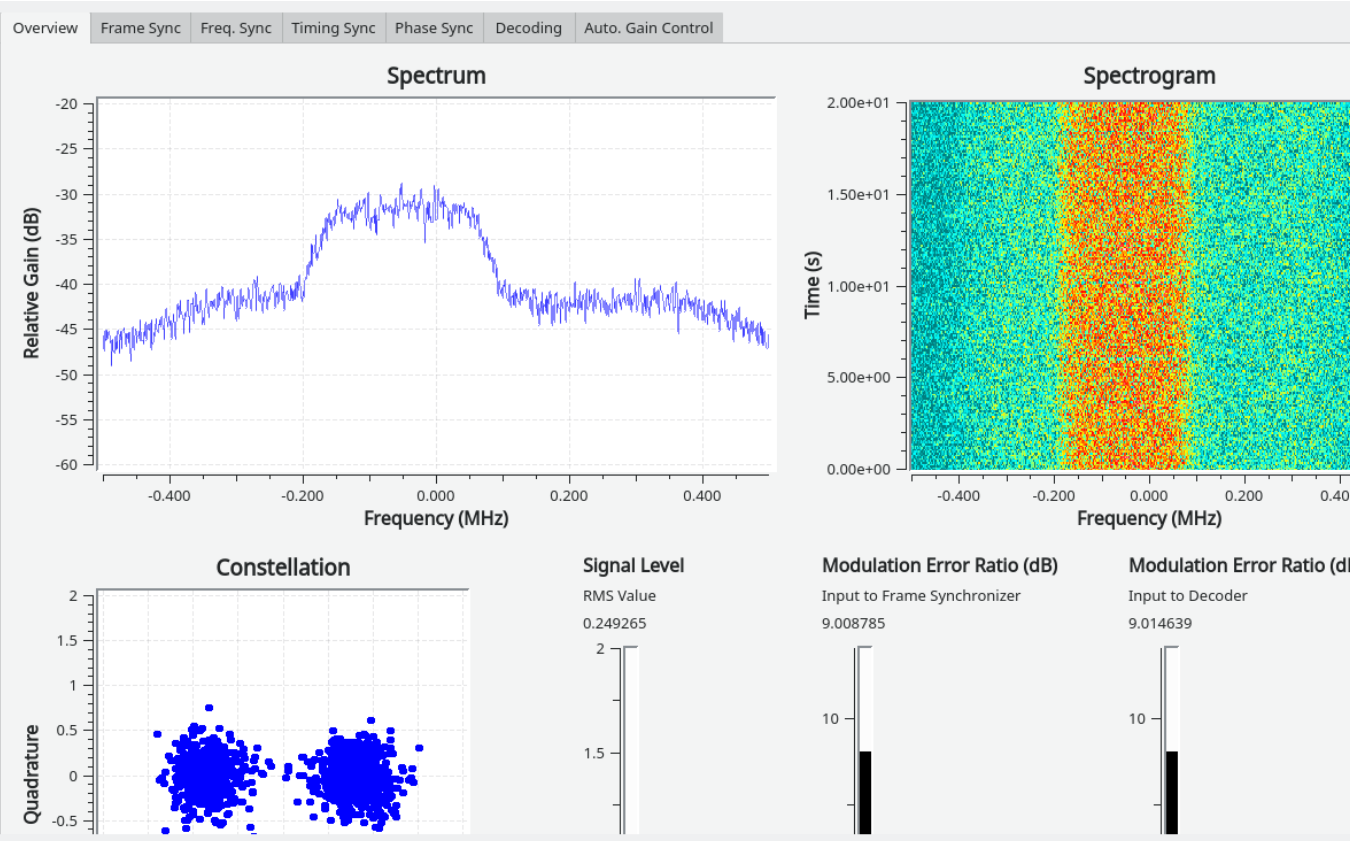 Overview Frame Sync Freq. Sync Timing Sync Phase Sync Decoding Auto. Gain Control
Spectrum
-20
-25
-30
-35
-40
-45
-50
-55
-60
Relative Gain (dB)
-0.400 -0.200 0.000 0.200 0.400
Frequency (MHz)
Spectrogram
2.00e+01
1.50e+01
1.00e+01
5.00e+00
0.00e+00
Time (s)
-0.400 -0.200 0.000 0.200 0.40
Frequency (MHz)
Constellation
2
1.5
1
0.5
0
-0.5
Quadrature
Signal Level
RMS Value
0.249265
2
1.5
Modulation Error Ratio (dB)
Input to Frame Synchronizer
9.008785
10
Modulation Error Ratio (d
Input to Decoder
9.014639
10